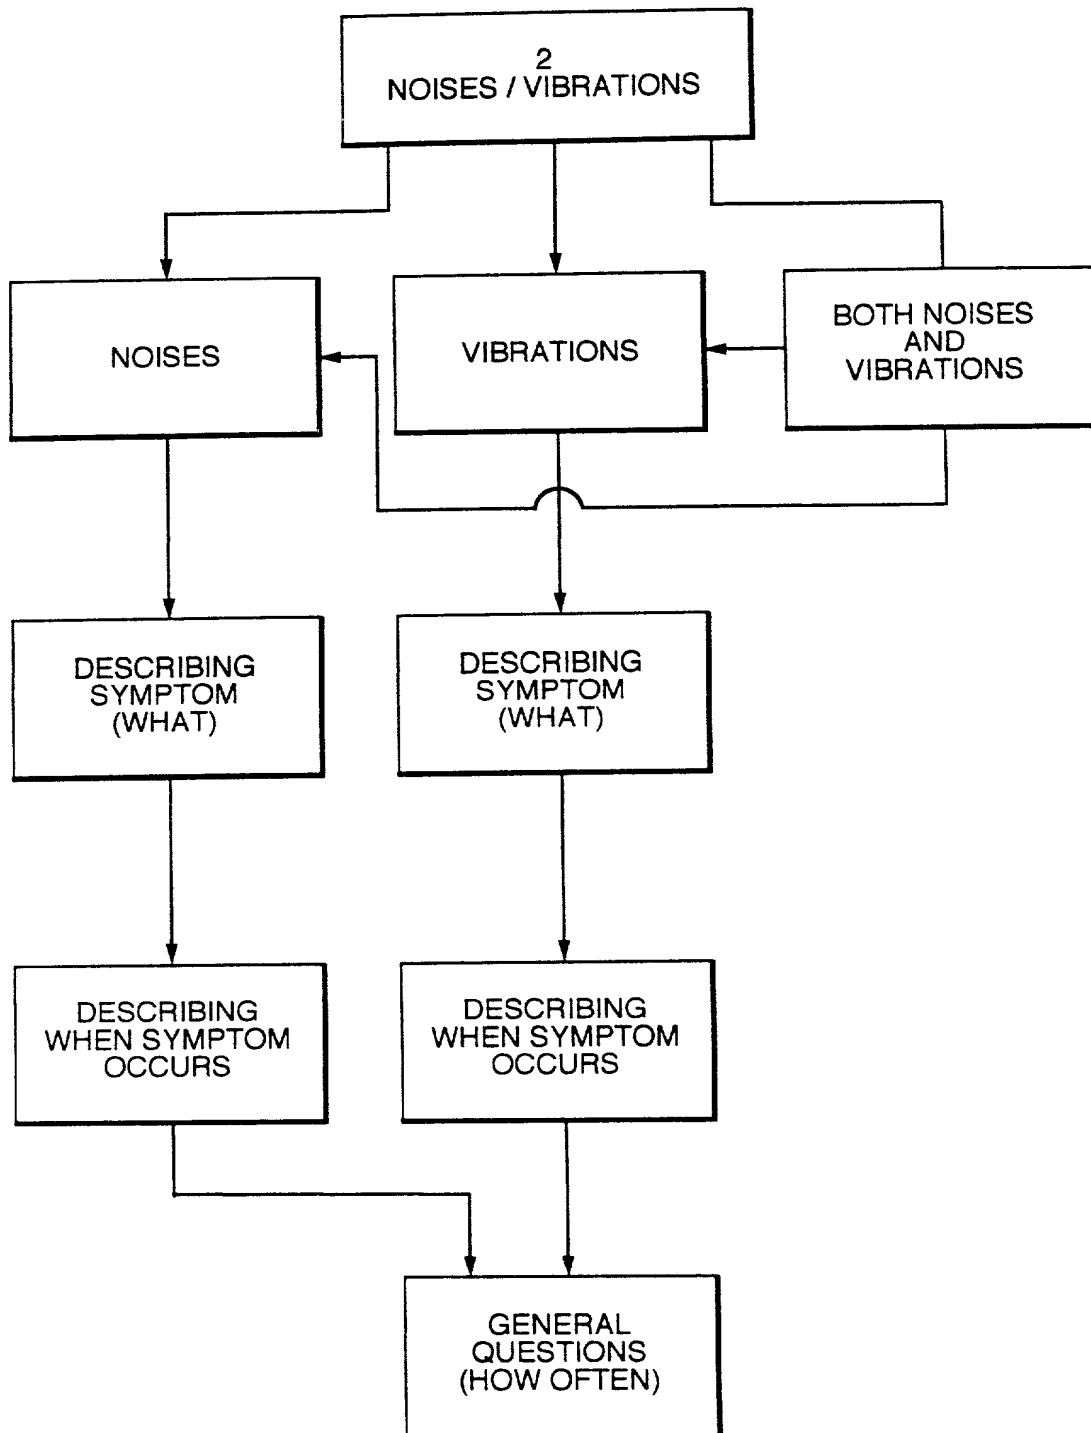 2
NOISES / VIBRATIONS
NOISES
VIBRATIONS
BOTH NOISES
AND
VIBRATIONS
DESCRIBING
SYMPTOM
(WHAT)
DESCRIBING
SYMPTOM
(WHAT)
DESCRIBING
WHEN SYMPTOM
OCCURS
DESCRIBING
WHEN SYMPTOM
OCCURS
GENERAL
QUESTIONS
(HOW OFTEN)